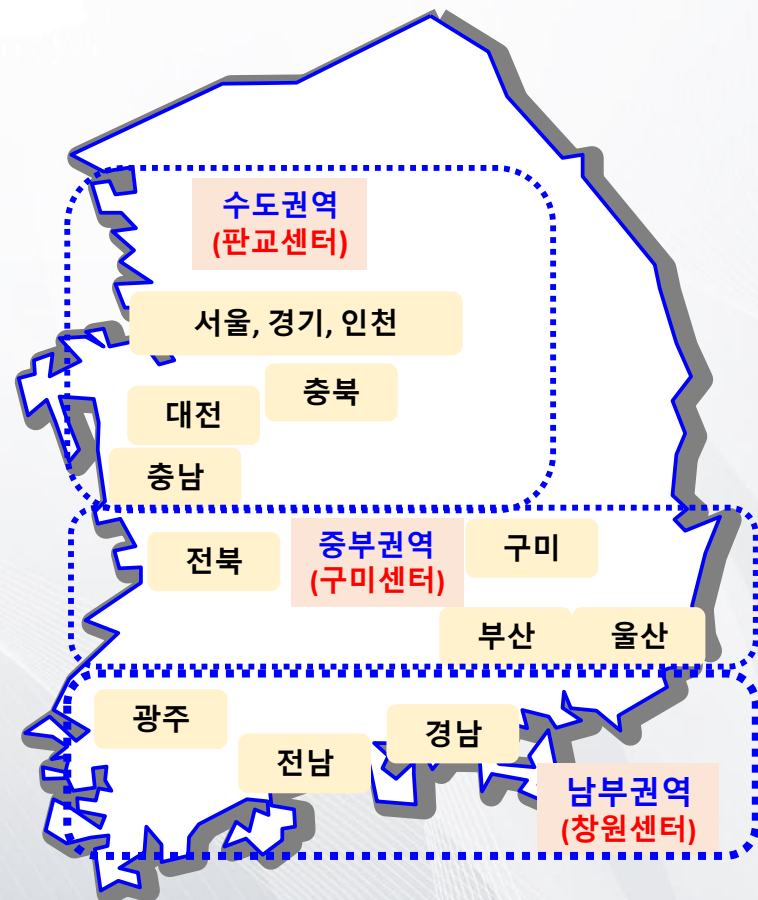 수도권역
(판교센터)
서울, 경기, 인천
충북
대전
충남
전북
중부권역
(구미센터)
구미
부산
울산
광주
경남
전남
남부권역
(창원센터)